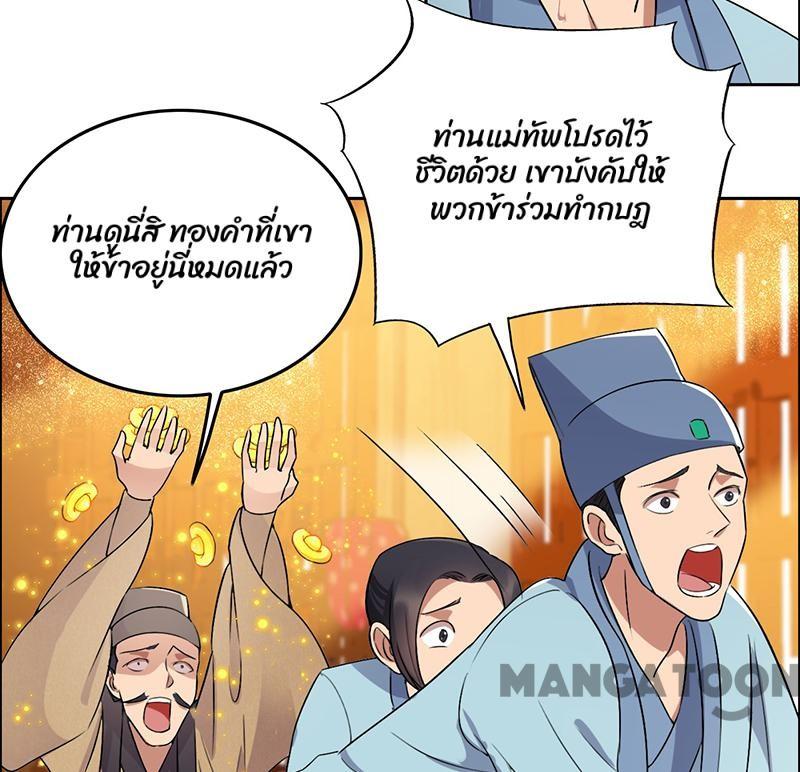 ท่านแม่ทัพโปรดไว้
ชีวิตด้วย เขาบังคับให้
พวกข้าร่วมทำกบฎ
ท่านดูนี่สิ ทองคำที่เขา
ให้ข้าอยู่นี่หมดแล้ว
MANGATOON